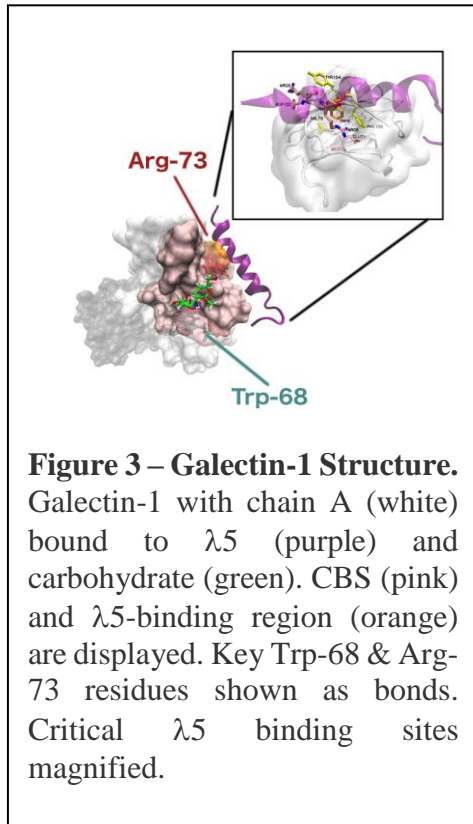 TYR104
Arg-73
Trp-68
Figure 3 – Galectin-1 Structure.
Galectin-1 with chain A (white)
bound to λ5 (purple) and
carbohydrate (green). CBS (pink)
and λ5-binding region (orange)
are displayed. Key Trp-68 & Arg-
73 residues shown as bonds.
Critical λ5 binding sites
magnified.